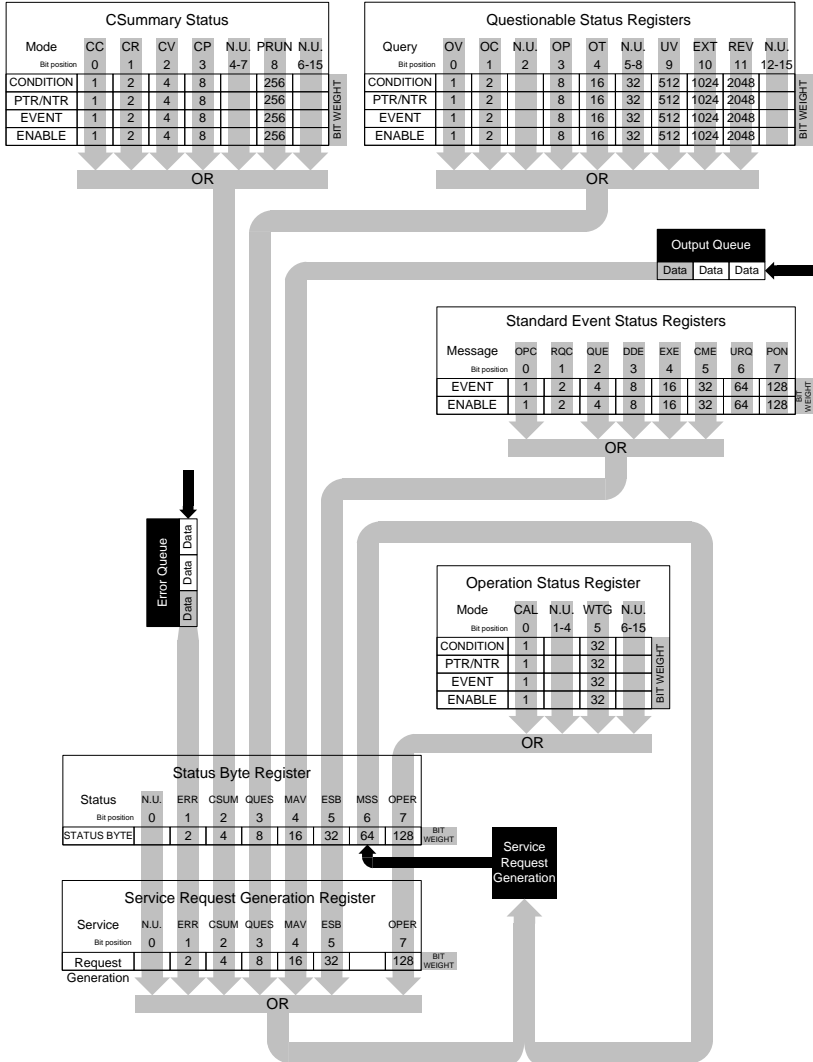 CSummary Status
Mode CC CR CV CP N.U. PRUN N.U.
Bit position 0 1 2 3 4-7 8 6-15
CONDITION 1 2 4 8 256
PTR/NTR 1 2 4 8 256
EVENT 1 2 4 8 256
ENABLE 1 2 4 8 256
BIT WEIGHT
OR
Questionable Status Registers
Query OV OC N.U. OP OT N.U. UV EXT REV N.U.
Bit position 0 1 2 3 4 5-8 9 10 11 12-15
CONDITION 1 2 8 16 32 512 1024 2048
PTR/NTR 1 2 8 16 32 512 1024 2048
EVENT 1 2 8 16 32 512 1024 2048
ENABLE 1 2 8 16 32 512 1024 2048
BIT WEIGHT
OR
Output Queue
Data Data Data
Standard Event Status Registers
Message OPC RQC QUE DDE EXE CME URQ PON
Bit position 0 1 2 3 4 5 6 7
EVENT 1 2 4 8 16 32 64 128
ENABLE 1 2 4 8 16 32 64 128
BIT
WEIGHT
OR
Error Queue
Data Data Data
Operation Status Register
Mode CAL N.U. WTG N.U.
Bit position 0 1-4 5 6-15
CONDITION 1 32
PTR/NTR 1 32
EVENT 1 32
ENABLE 1 32
BIT WEIGHT
OR
Status Byte Register
Status N.U. ERR CSUM QUES MAV ESB MSS OPER
Bit position 0 1 2 3 4 5 6 7
STATUS BYTE 2 4 8 16 32 64 128
BIT
WEIGHT
Service
Request
Generation
Service Request Generation Register
Service N.U. ERR CSUM QUES MAV ESB OPER
Bit position 0 1 2 3 4 5 7
Request 2 4 8 16 32 128
Generation
BIT
WEIGHT
OR